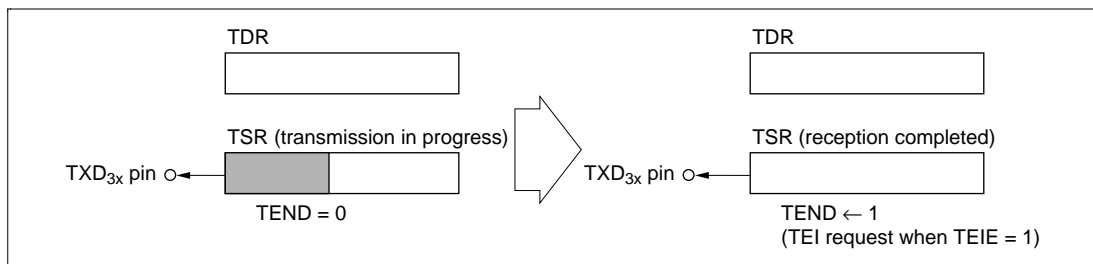 TDR
TSR (transmission in progress)
TXD3x pin
TEND = 0
TDR
TSR (reception completed)
TXD3x pin
TEND ← 1
(TEI request when TEIE = 1)